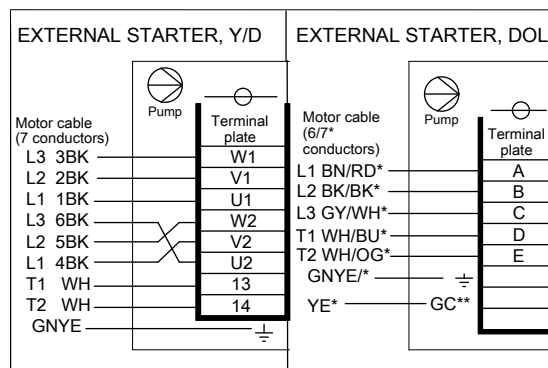 EXTERNAL STARTER, Y/D
Pump
Terminal
plate
Motor cable
(7 conductors)
L3 3BK W1
L2 2BK V1
L1 1BK U1
L3 6BK W2
L2 5BK V2
L1 4BK U2
T1 WH 13
T2 WH 14
GNYE
EXTERNAL STARTER, DOL
Pump
Terminal
plate
Motor cable
(6/7*
conductors)
L1 BN/RD* A
L2 BK/BK* B
L3 GY/WH* C
T1 WH/BU* D
T2 WH/OG* E
GNYE/*
YE* GC**